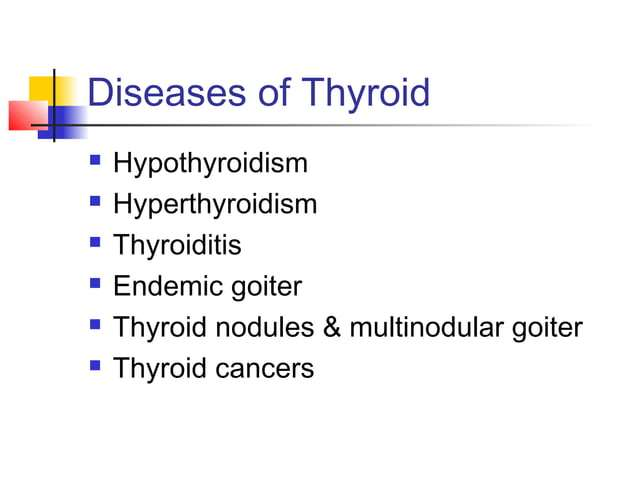 Diseases of Thyroid
Hypothyroidism
Hyperthyroidism
Thyroiditis
Endemic goiter
Thyroid nodules & multinodular goiter
Thyroid cancers